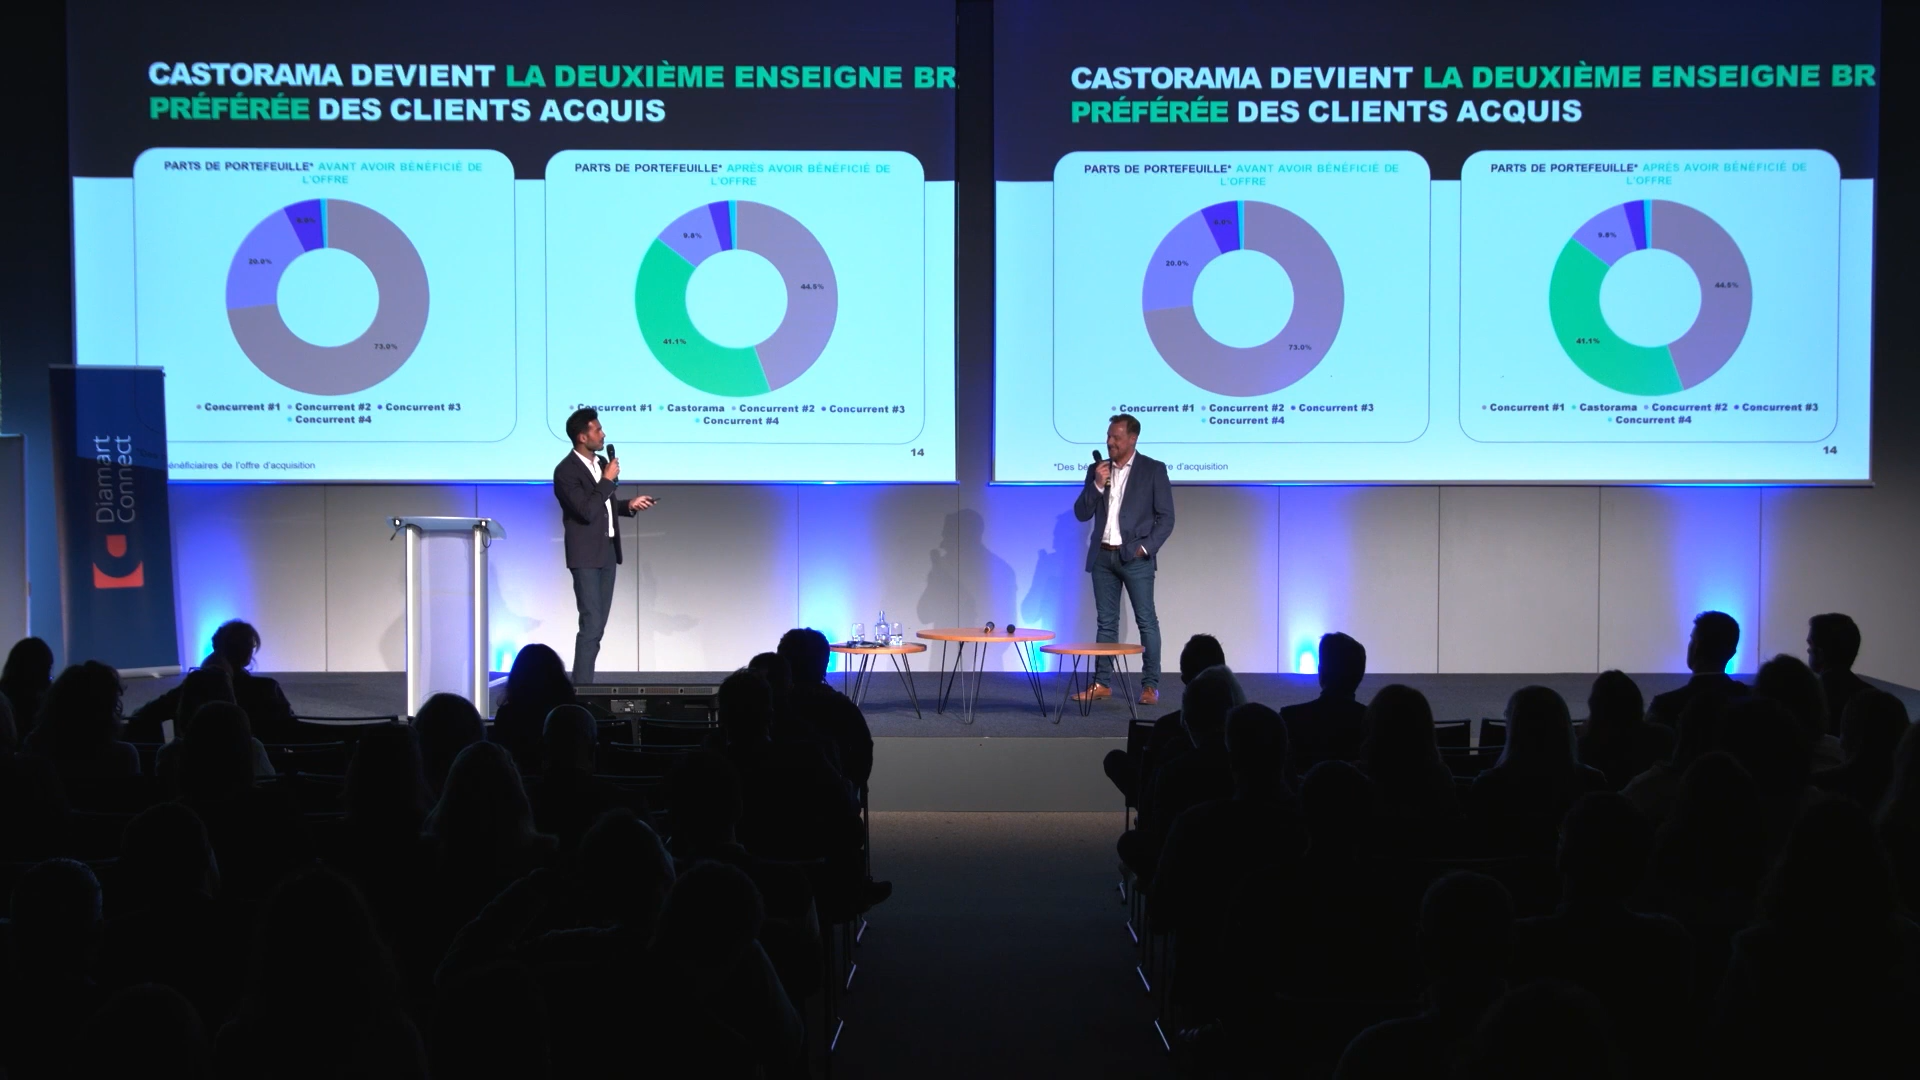 CASTORAMA DEVIENT LA DEUXIÈME ENSEIGNE BR
PRÉFÉRÉE DES CLIENTS ACQUIS
PARTS DE PORTEFEUILLE* AVANT AVOIR BÉNÉFICIÉ DE
L'OFFRE
20.0%
73.0%
• Concurrent #1 • Concurrent #2 • Concurrent #3
• Concurrent #4
PARTS DE PORTEFEUILLE* APRÈS AVOIR BÉNÉFICIÉ DE
L'OFFRE
9.8%
44.5%
41.1%
• Concurrent #1 • Castorama • Concurrent #2 • Concurrent #3
• Concurrent #4
énéficiaires de l'offre d'acquisition
14
CASTORAMA DEVIENT LA DEUXIÈME ENSEIGNE BR
PRÉFÉRÉE DES CLIENTS ACQUIS
PARTS DE PORTEFEUILLE* AVANT AVOIR BÉNÉFICIÉ DE
L'OFFRE
20.0%
73.0%
• Concurrent #1 • Concurrent #2 • Concurrent #3
• Concurrent #4
PARTS DE PORTEFEUILLE* APRÈS AVOIR BÉNÉFICIÉ DE
L'OFFRE
9.8%
44.5%
41.1%
• Concurrent #1 • Castorama • Concurrent #2 • Concurrent #3
• Concurrent #4
*Des bé re d'acquisition
14
Diamart
Connect